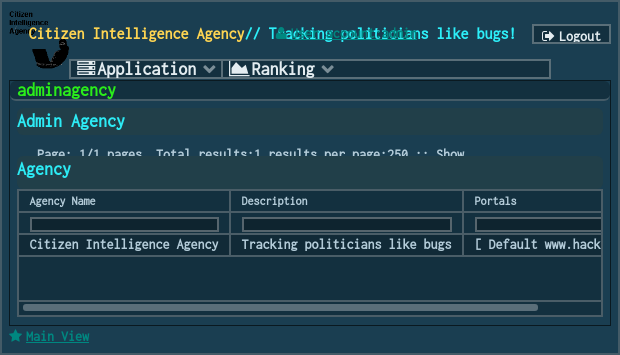 Citizen
Intelligence
Agency
Citizen Intelligence Agency// Tracking politicians like bugs!
Logout
Application
Ranking
adminagency
Admin Agency
Page: 1/1 pages. Total results:1 results per page:250 :: Show
Agency
Agency Name Description Portals
Citizen Intelligence Agency Tracking politicians like bugs [ Default www.hack
Main View